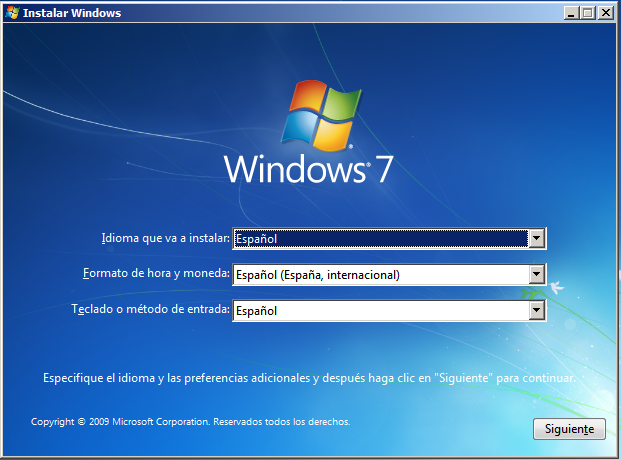 Instalar Windows
Windows® 7
Idioma que va a instalar: Español
Formato de hora y moneda: Español (España, internacional)
Teclado o método de entrada: Español
Especifique el idioma y las preferencias adicionales y después haga clic en "Siguiente" para continuar.
Copyright © 2009 Microsoft Corporation. Reservados todos los derechos.
Siguiente